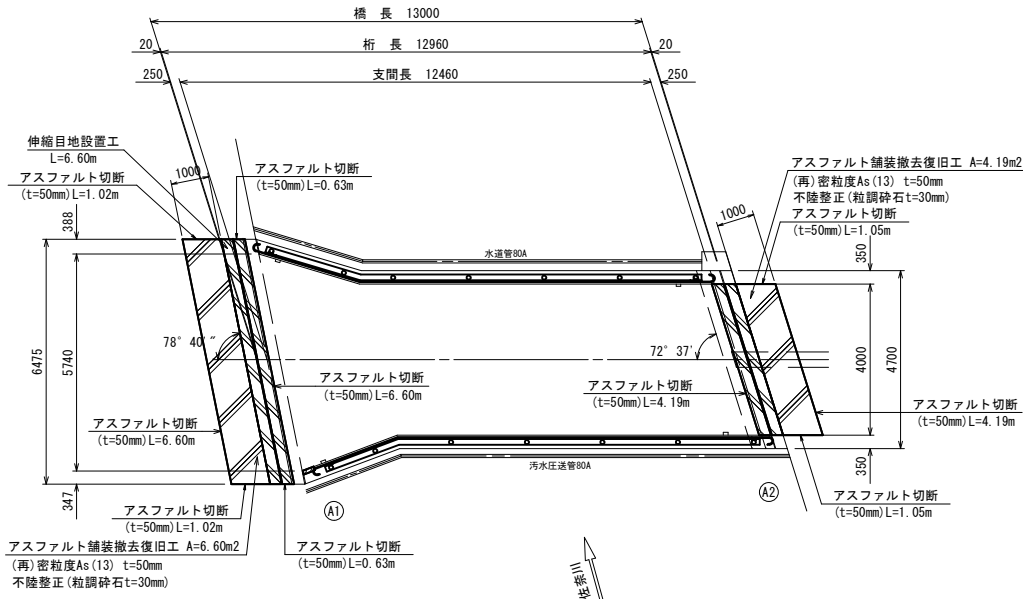 橋 長 13000
20
桁 長 12960
20
250
支間長 12460
250
伸縮目地設置工
L=6.60m
1000
アスファルト切断
(t=50mm)L=0.63m
アスファルト切断
(t=50mm)L=1.02m
アスファルト舗装撤去復旧工 A=4.19m2
(再)密粒度As(13) t=50mm
不陸整正(粒調砕石t=30mm)
1000
アスファルト切断
(t=50mm)L=1.05m
388
水道管80A
350
6475
5740
78° 40′ ″
72° 37′
4000
4700
アスファルト切断
(t=50mm)L=6.60m
アスファルト切断
(t=50mm)L=4.19m
アスファルト切断
(t=50mm)L=4.19m
アスファルト切断
(t=50mm)L=6.60m
汚水圧送管80A
350
347
A1
A2
アスファルト切断
(t=50mm)L=1.02m
アスファルト切断
(t=50mm)L=1.05m
アスファルト舗装撤去復旧工 A=6.60m2
(再)密粒度As(13) t=50mm
不陸整正(粒調砕石t=30mm)
アスファルト切断
(t=50mm)L=0.63m
佐奈川